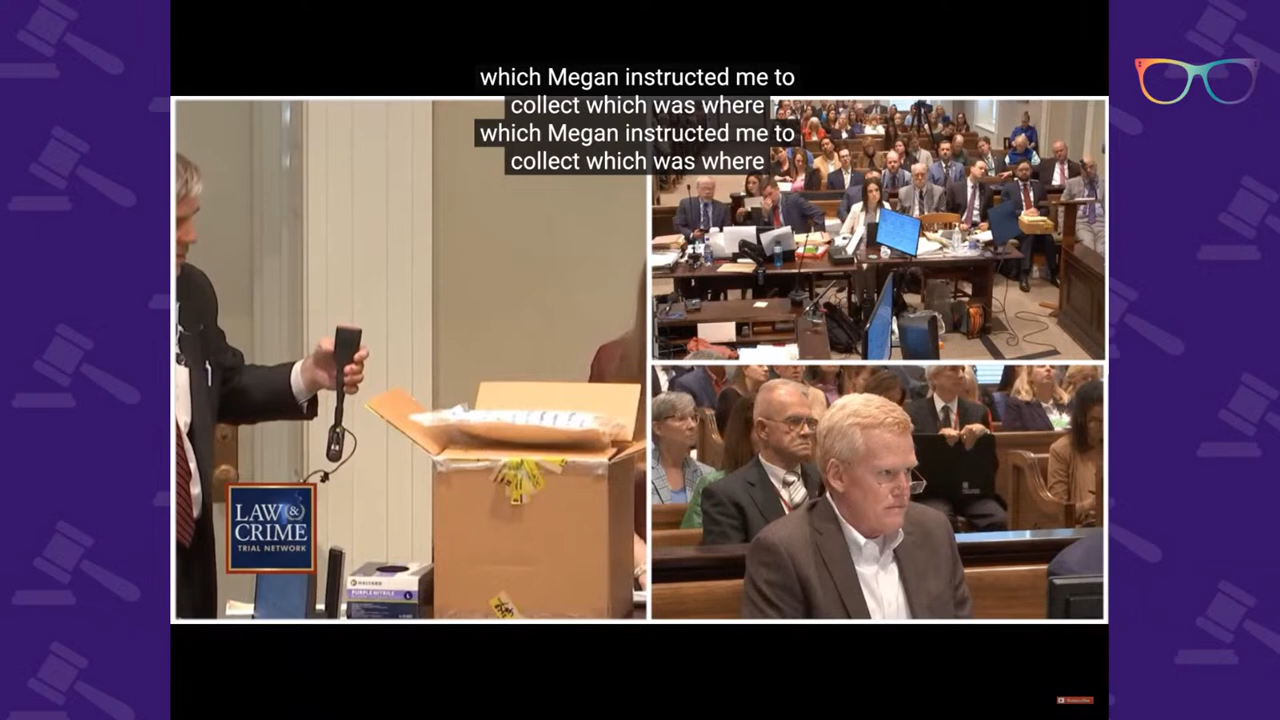 which Megan instructed me to
collect which was where
which Megan instructed me to
collect which was where
LAW &
CRIME
TRIAL NETWORK
HALYARD
PURPLE NITRILE
L